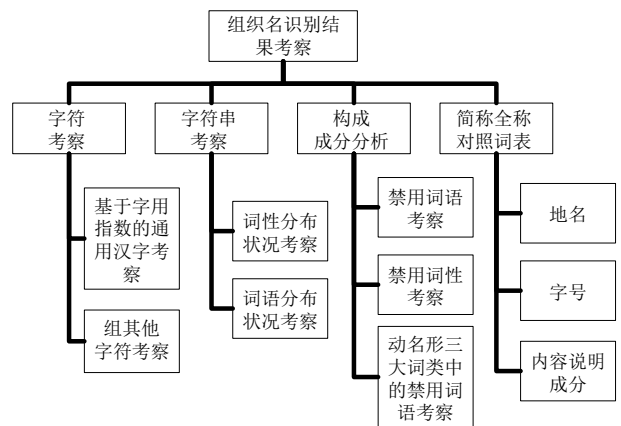 组织名识别结
果考察
字符
考察
字符串
考察
构成
成分分析
简称全称
对照词表
基于字用
指数的通
用汉字考
察
组其他
字符考察
词性分布
状况考察
词语分布
状况考察
禁用词语
考察
禁用词性
考察
动名形三
大词类中
的禁用词
语考察
地名
字号
内容说明
成分